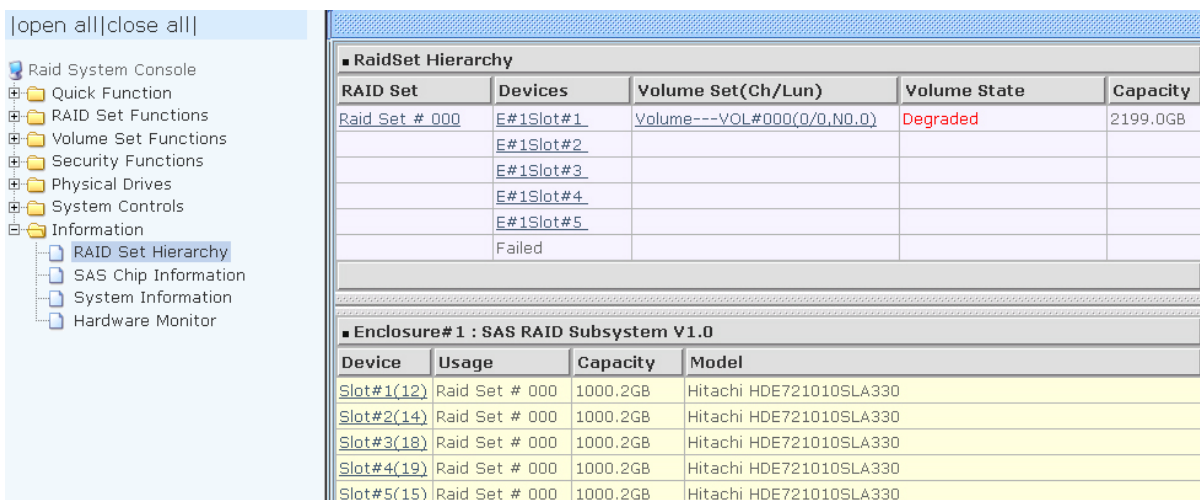 |open all|close all|
Raid System Console
Quick Function
RAID Set Functions
Volume Set Functions
Security Functions
Physical Drives
System Controls
Information
RAID Set Hierarchy
SAS Chip Information
System Information
Hardware Monitor
RaidSet Hierarchy
RAID Set Devices Volume Set(Ch/Lun) Volume State Capacity
Raid Set # 000 E#1Slot#1 Volume---VOL#000(0/0,N0.0) Degraded 2199.0GB
E#1Slot#2
E#1Slot#3
E#1Slot#4
E#1Slot#5
Failed
Enclosure#1 : SAS RAID Subsystem V1.0
Device Usage Capacity Model
Slot#1(12) Raid Set # 000 1000.2GB Hitachi HDE721010SLA330
Slot#2(14) Raid Set # 000 1000.2GB Hitachi HDE721010SLA330
Slot#3(18) Raid Set # 000 1000.2GB Hitachi HDE721010SLA330
Slot#4(19) Raid Set # 000 1000.2GB Hitachi HDE721010SLA330
Slot#5(15) Raid Set # 000 1000.2GB Hitachi HDE721010SLA330